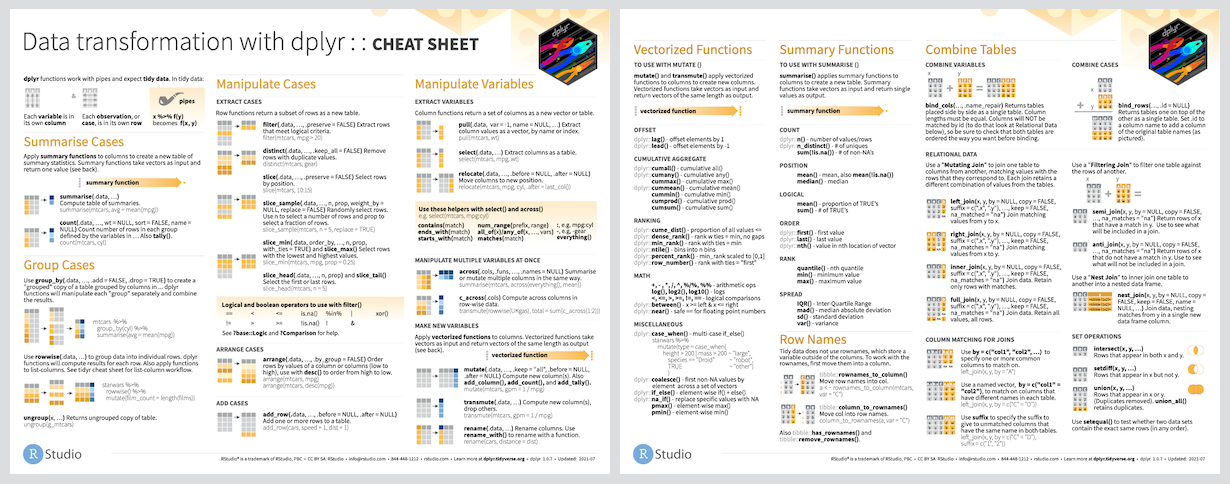 Data transformation with dplyr : : CHEAT SHEET
dplyr functions work with pipes and expect tidy data. In tidy data:
&
pipes
Each variable is in
its own column
Each observation, or
case, is in its own row
x %>% f(y)
becomes f(x, y)
Summarise Cases
Apply summary functions to columns to create a new table of
summary statistics. Summary functions take vectors as input and
return one value (see back).
summary function
summarise(.data, …)
Compute table of summaries.
summarise(mtcars, avg = mean(mpg))
count(.data, ..., wt = NULL, sort = FALSE, name =
NULL) Count number of rows in each group
defined by the variables in ... Also tally().
count(mtcars, cyl)
Group Cases
Use group_by(.data, ..., .add = FALSE, .drop = TRUE) to create a
"grouped" copy of a table grouped by columns in ... dplyr
functions will manipulate each "group" separately and combine
the results.
mtcars %>%
group_by(cyl) %>%
summarise(avg = mean(mpg))
Use rowwise(.data, ...) to group data into individual rows. dplyr
functions will compute results for each row. Also apply functions
to list-columns. See tidyr cheat sheet for list-column workflow.
starwars %>%
rowwise() %>%
mutate(film_count = length(films))
ungroup(x, ...) Returns ungrouped copy of table.
ungroup(g_mtcars)
R Studio
Manipulate Cases
EXTRACT CASES
Row functions return a subset of rows as a new table.
filter(.data, ..., .preserve = FALSE) Extract rows
that meet logical criteria.
filter(mtcars, mpg > 20)
distinct(.data, ..., .keep_all = FALSE) Remove
rows with duplicate values.
distinct(mtcars, gear)
slice(.data, ..., .preserve = FALSE) Select rows
by position.
slice(mtcars, 10:15)
slice_sample(.data, ..., n, prop, weight_by =
NULL, replace = FALSE) Randomly select rows.
Use n to select a number of rows and prop to
select a fraction of rows.
slice_sample(mtcars, n = 5, replace = TRUE)
slice_min(.data, order_by, ..., n, prop,
with_ties = TRUE) and slice_max() Select rows
with the lowest and highest values.
slice_min(mtcars, mpg, prop = 0.25)
slice_head(.data, ..., n, prop) and slice_tail()
Select the first or last rows.
slice_head(mtcars, n = 5)
Logical and boolean operators to use with filter()
== < <= is.na() %in% | xor()
!= > >= !is.na() ! &
See ?base::Logic and ?Comparison for help.
ARRANGE CASES
arrange(.data, ..., .by_group = FALSE) Order
rows by values of a column or columns (low to
high), use with desc() to order from high to low.
arrange(mtcars, mpg)
arrange(mtcars, desc(mpg))
ADD CASES
add_row(.data, ..., .before = NULL, .after = NULL)
Add one or more rows to a table.
add_row(cars, speed = 1, dist = 1)
Manipulate Variables
EXTRACT VARIABLES
Column functions return a set of columns as a new vector or table.
pull(.data, var = -1, name = NULL, ...) Extract
column values as a vector, by name or index.
pull(mtcars, wt)
select(.data, ...) Extract columns as a table.
select(mtcars, mpg, wt)
relocate(.data, ..., .before = NULL, .after = NULL)
Move columns to new position.
relocate(mtcars, mpg, cyl, .after = last_col())
Use these helpers with select() and across()
e.g. select(mtcars, mpg:cyl)
contains(match) num_range(prefix, range) :, e.g. mpg:cyl
ends_with(match) all_of(x)/any_of(x, ..., vars) -, e.g, -gear
starts_with(match) matches(match) everything()
MANIPULATE MULTIPLE VARIABLES AT ONCE
across(.cols, .funs, ..., .names = NULL) Summarise
or mutate multiple columns in the same way.
summarise(mtcars, across(everything(), mean))
c_across(.cols) Compute across columns in
row-wise data.
transmute(rowwise(UKgas), total = sum(c_across(1:2)))
MAKE NEW VARIABLES
Apply vectorized functions to columns. Vectorized functions take
vectors as input and return vectors of the same length as output
(see back).
vectorized function
mutate(.data, ..., .keep = "all", .before = NULL,
.after = NULL) Compute new column(s). Also
add_column(), add_count(), and add_tally().
mutate(mtcars, gpm = 1 / mpg)
transmute(.data, ...) Compute new column(s),
drop others.
transmute(mtcars, gpm = 1 / mpg)
rename(.data, ...) Rename columns. Use
rename_with() to rename with a function.
rename(cars, distance = dist)
dplyr
RStudio® is a trademark of RStudio, PBC • CC BY SA RStudio • info@rstudio.com • 844-448-1212 • rstudio.com • Learn more at dplyr.tidyverse.org • dplyr 1.0.7 • Updated: 2021-07
Vectorized Functions
TO USE WITH MUTATE ()
mutate() and transmute() apply vectorized
functions to columns to create new columns.
Vectorized functions take vectors as input and
return vectors of the same length as output.
vectorized function
OFFSET
dplyr::lag() - offset elements by 1
dplyr::lead() - offset elements by -1
CUMULATIVE AGGREGATE
dplyr::cumall() - cumulative all()
dplyr::cumany() - cumulative any()
cummax() - cumulative max()
dplyr::cummean() - cumulative mean()
cummin() - cumulative min()
cumprod() - cumulative prod()
cumsum() - cumulative sum()
RANKING
dplyr::cume_dist() - proportion of all values <=
dplyr::dense_rank() - rank w ties = min, no gaps
dplyr::min_rank() - rank with ties = min
dplyr::ntile() - bins into n bins
dplyr::percent_rank() - min_rank scaled to [0,1]
dplyr::row_number() - rank with ties = "first"
MATH
+, -, *, /, ^, %/%, %% - arithmetic ops
log(), log2(), log10() - logs
<, <=, >, >=, !=, == - logical comparisons
dplyr::between() - x >= left & x <= right
dplyr::near() - safe == for floating point numbers
MISCELLANEOUS
dplyr::case_when() - multi-case if_else()
starwars %>%
mutate(type = case_when(
height > 200 | mass > 200 ~ "large",
species == "Droid" ~ "robot",
TRUE ~ "other")
)
dplyr::coalesce() - first non-NA values by
element across a set of vectors
dplyr::if_else() - element-wise if() + else()
dplyr::na_if() - replace specific values with NA
pmax() - element-wise max()
pmin() - element-wise min()
R Studio
Summary Functions
TO USE WITH SUMMARISE ()
summarise() applies summary functions to
columns to create a new table. Summary
functions take vectors as input and return single
values as output.
summary function
COUNT
dplyr::n() - number of values/rows
dplyr::n_distinct() - # of uniques
sum(!is.na()) - # of non-NA's
POSITION
mean() - mean, also mean(!is.na())
median() - median
LOGICAL
mean() - proportion of TRUE's
sum() - # of TRUE's
ORDER
dplyr::first() - first value
dplyr::last() - last value
dplyr::nth() - value in nth location of vector
RANK
quantile() - nth quantile
min() - minimum value
max() - maximum value
SPREAD
IQR() - Inter-Quartile Range
mad() - median absolute deviation
sd() - standard deviation
var() - variance
Row Names
Tidy data does not use rownames, which store a
variable outside of the columns. To work with the
rownames, first move them into a column.
tibble::rownames_to_column()
Move row names into col.
a <- rownames_to_column(mtcars,
var = "C")
tibble::column_to_rownames()
Move col into row names.
column_to_rownames(a, var = "C")
Also tibble::has_rownames() and
tibble::remove_rownames().
Combine Tables
COMBINE VARIABLES
x y
+ =
bind_cols(..., .name_repair) Returns tables
placed side by side as a single table. Column
lengths must be equal. Columns will NOT be
matched by id (to do that look at Relational Data
below), so be sure to check that both tables are
ordered the way you want before binding.
RELATIONAL DATA
Use a "Mutating Join" to join one table to
columns from another, matching values with
the rows that they correspond to. Each join retains a
different combination of values from the tables.
left_join(x, y, by = NULL, copy = FALSE,
suffix = c(".x", ".y"), ..., keep = FALSE,
na_matches = "na") Join matching
values from y to x.
right_join(x, y, by = NULL, copy = FALSE,
suffix = c(".x", ".y"), ..., keep = FALSE,
na_matches = "na") Join matching
values from x to y.
inner_join(x, y, by = NULL, copy = FALSE,
suffix = c(".x", ".y"), ..., keep = FALSE,
na_matches = "na") Join data. Retain
only rows with matches.
full_join(x, y, by = NULL, copy = FALSE,
suffix = c(".x", ".y"), ..., keep = FALSE,
na_matches = "na") Join data. Retain all
values, all rows.
COLUMN MATCHING FOR JOINS
Use by = c("col1", "col2", …) to
specify one or more common
columns to match on.
left_join(x, y, by = "A")
Use a named vector, by = c("col1" =
"col2"), to match on columns that
have different names in each table.
left_join(x, y, by = c("C" = "D"))
Use suffix to specify the suffix to
give to unmatched columns that
have the same name in both tables.
left_join(x, y, by = c("C" = "D"),
suffix = c("1", "2"))
COMBINE CASES
x
+ y
bind_rows(..., .id = NULL)
Returns tables one on top of the
other as a single table. Set .id to
a column name to add a column
of the original table names (as
pictured).
Use a "Filtering Join" to filter one table against
the rows of another.
x y
+ =
semi_join(x, y, by = NULL, copy = FALSE,
..., na_matches = "na") Return rows of x
that have a match in y. Use to see what
will be included in a join.
anti_join(x, y, by = NULL, copy = FALSE,
..., na_matches = "na") Return rows of x
that do not have a match in y. Use to see
what will not be included in a join.
Use a "Nest Join" to inner join one table to
another into a nested data frame.
nest_join(x, y, by = NULL, copy =
FALSE, keep = FALSE, name =
NULL, ...) Join data, nesting
matches from y in a single new
data frame column.
SET OPERATIONS
intersect(x, y, …)
Rows that appear in both x and y.
setdiff(x, y, …)
Rows that appear in x but not y.
union(x, y, …)
Rows that appear in x or y.
(Duplicates removed). union_all()
retains duplicates.
Use setequal() to test whether two data sets
contain the exact same rows (in any order).
dplyr
RStudio® is a trademark of RStudio, PBC • CC BY SA RStudio • info@rstudio.com • 844-448-1212 • rstudio.com • Learn more at dplyr.tidyverse.org • dplyr 1.0.7 • Updated: 2021-07